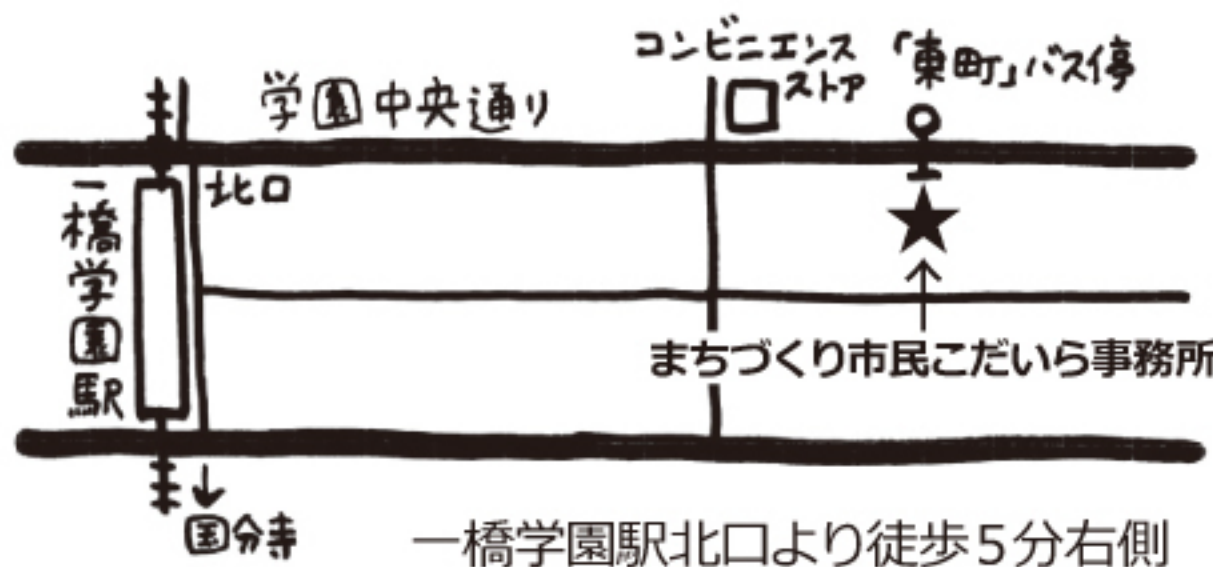 コンビニエンス
ストア
「東町」バス停
学園中央通り
北口
一橋学園駅
まちづくり市民こだいら事務所
国分寺
一橋学園駅北口より徒歩5分右側